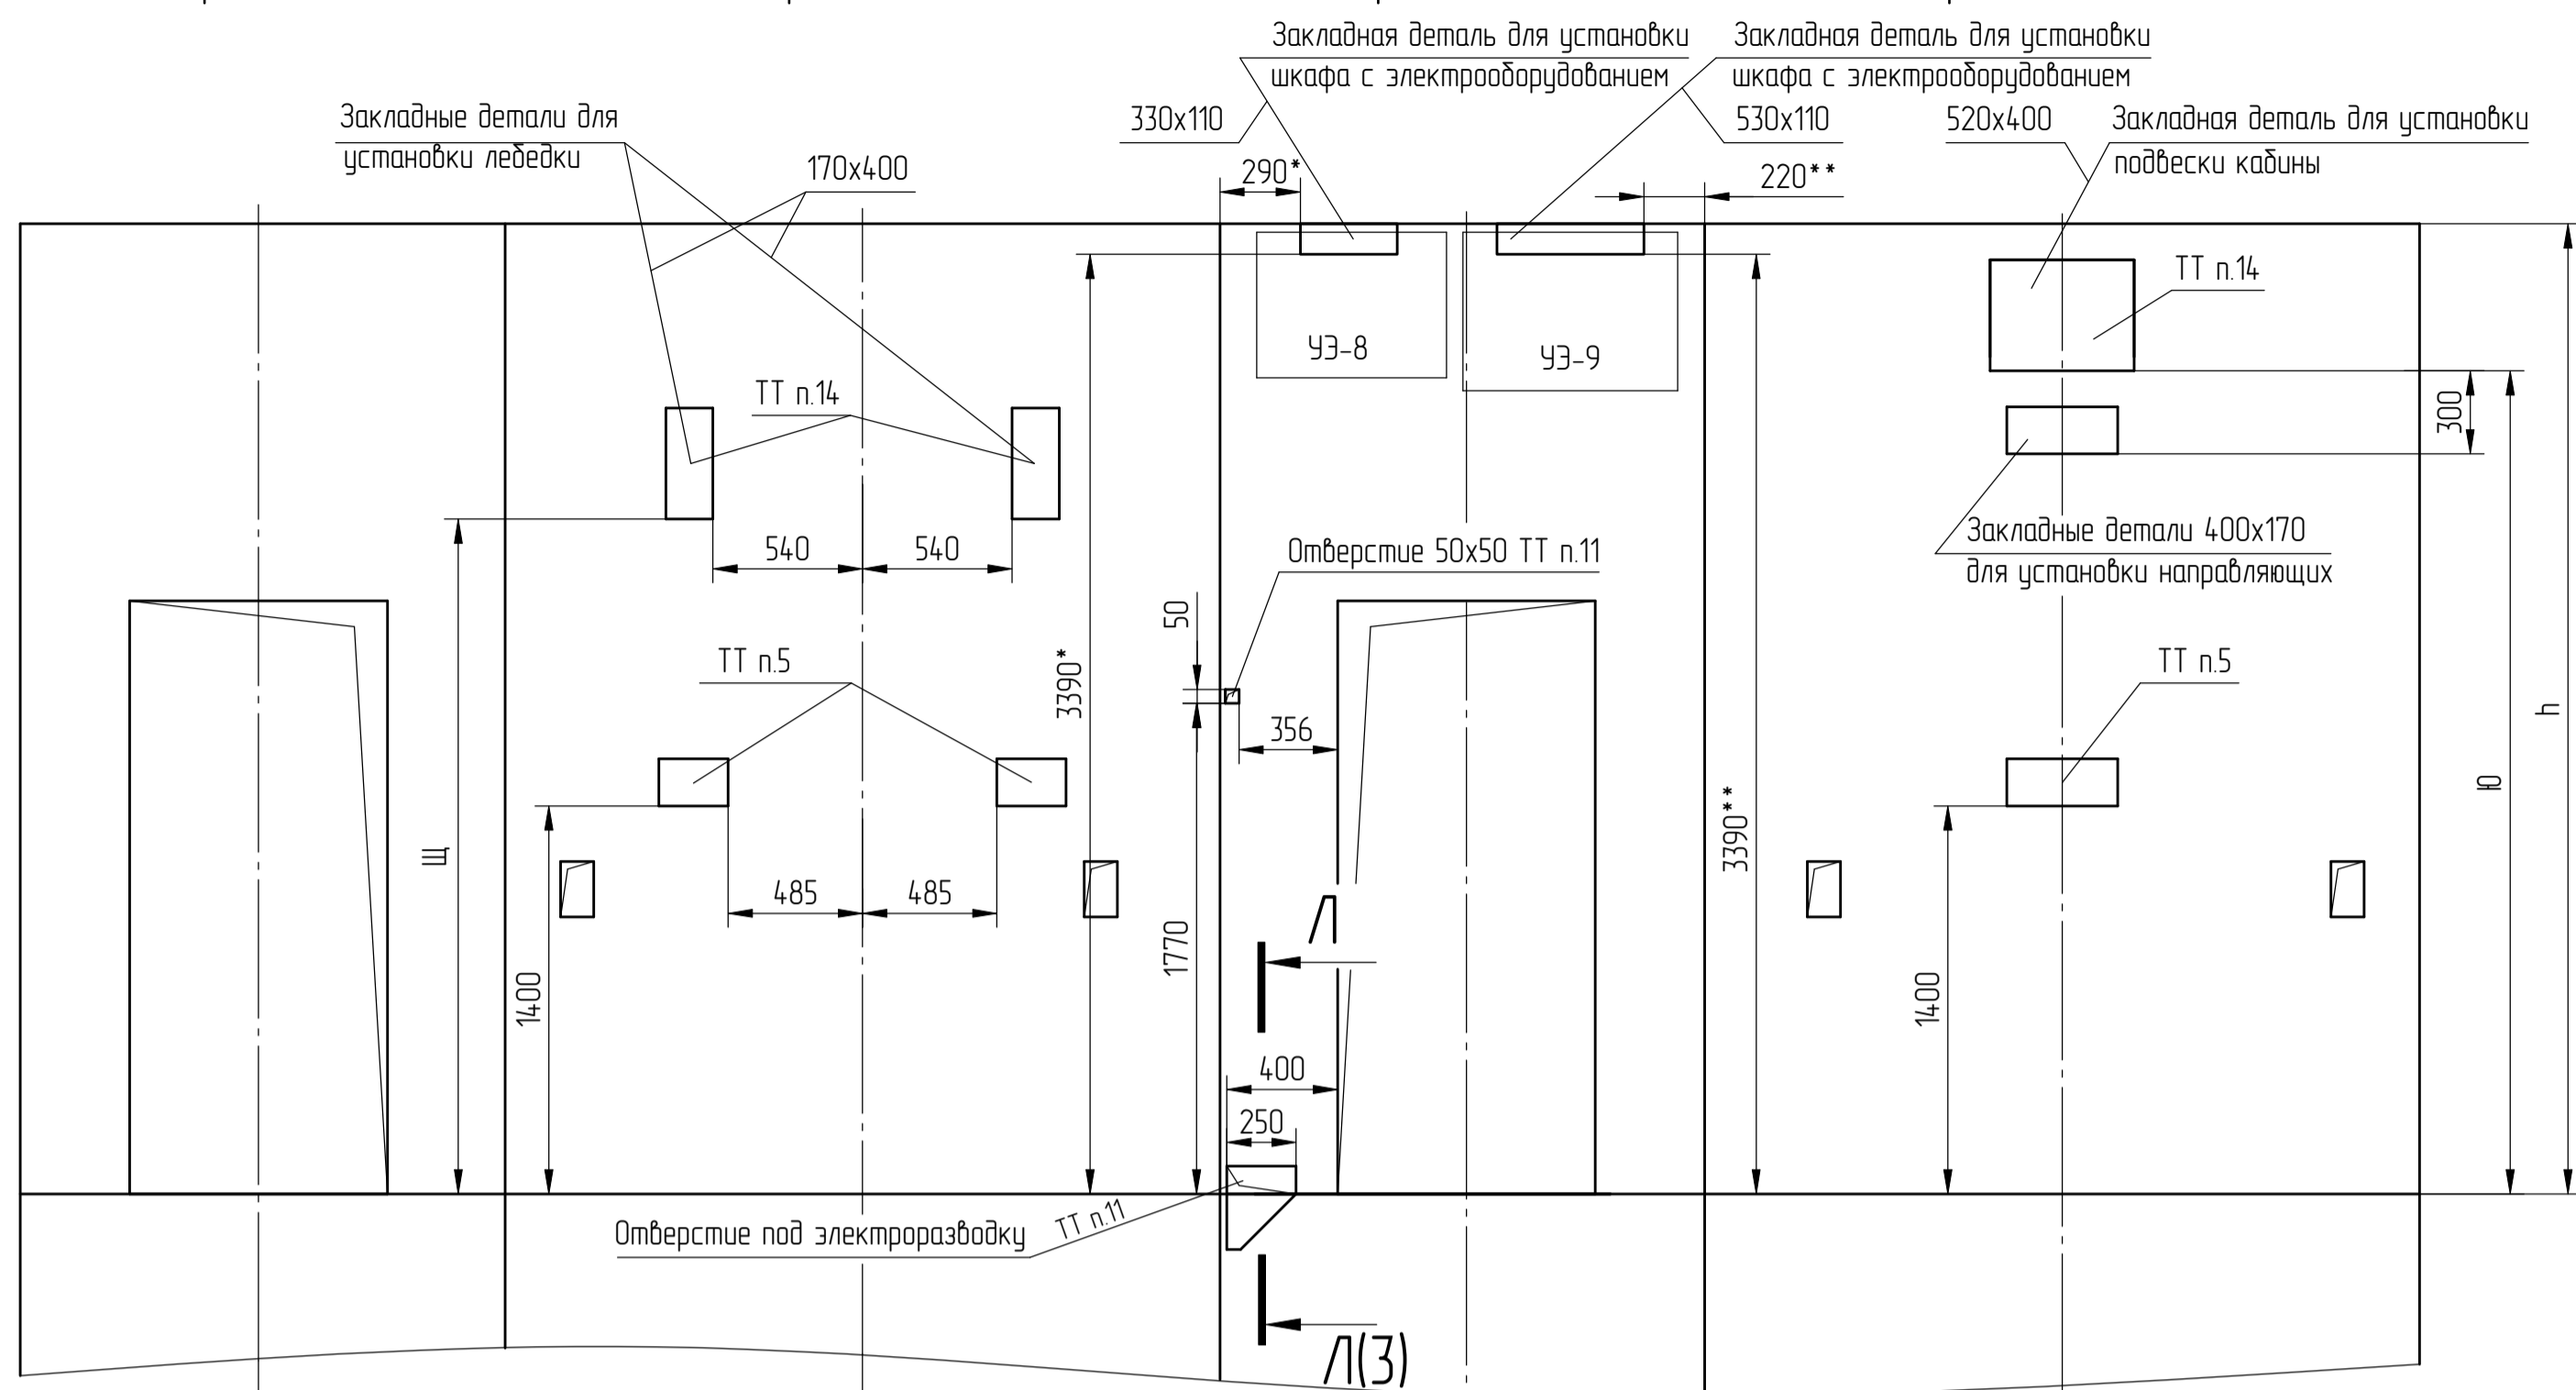 Закладная деталь для установки
шкафа с электрооборудованием
Закладная деталь для установки
шкафа с электрооборудованием
Закладные детали для
установки лебедки
170х400
330х110
290*
530х110
220**
520х400
Закладная деталь для установки
подвески кабины
ТТ п.14
УЭ-8
УЭ-9
ТТ п.14
300
540
540
Отверстие 50х50 ТТ п.11
Закладные детали 400х170
для установки направляющих
50
ТТ п.5
3390*
356
ТТ п.5
h
Ю
3390**
Щ
485
485
Л
1770
1400
1400
400
250
Отверстие под электроразводку
ТТ п.11
Л(3)